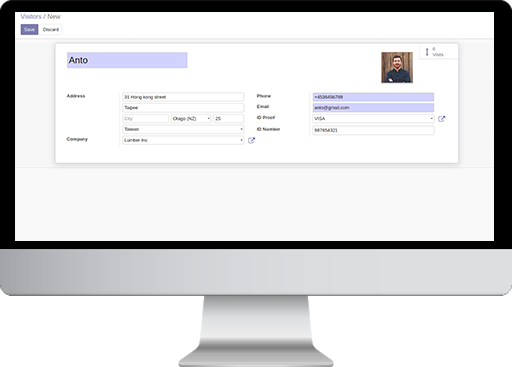 Visitors / New
Save Discard
Anto
0
Visits
Address 31 Hong kong street
Taipee
City Otago (NZ) 25
Taiwan
Company Lumber Inc
Phone +4538456789
Email anto@gmail.com
ID Proof VISA
ID Number 987654321